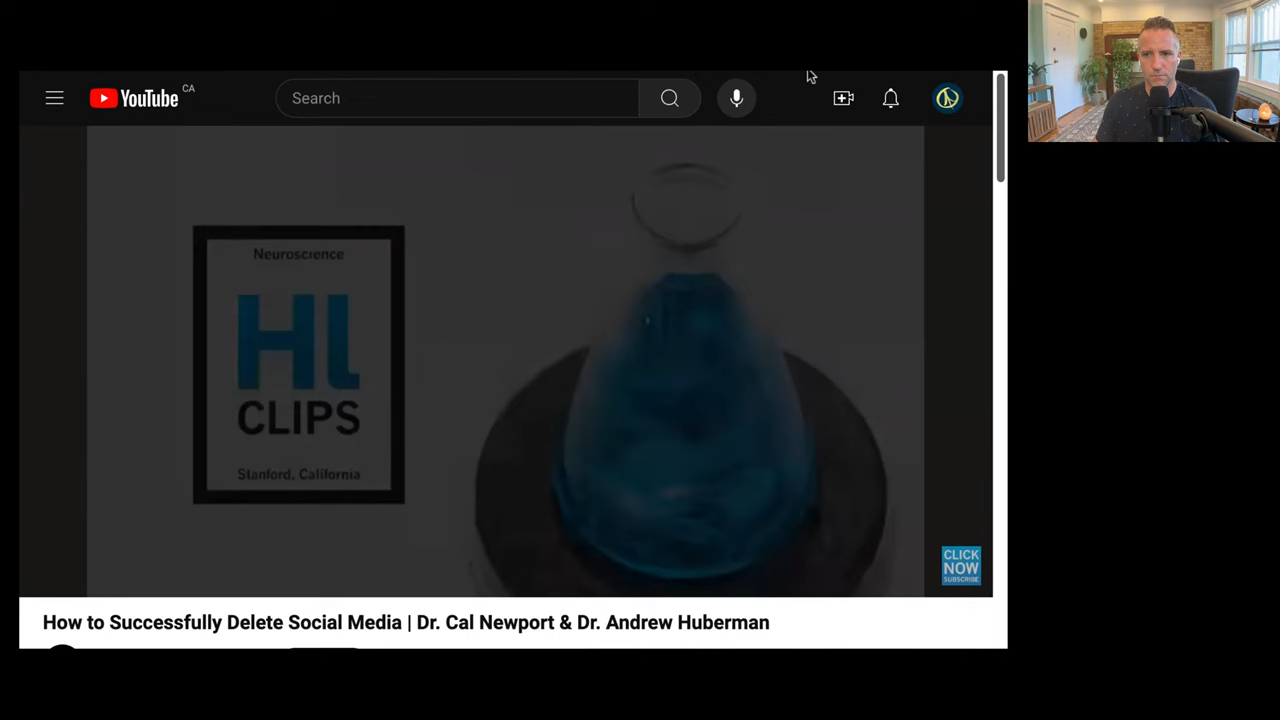 YouTube CA
Search
Neuroscience
HL
CLIPS
Stanford, California
CLICK
NOW
SUBSCRIBE
How to Successfully Delete Social Media | Dr. Cal Newport & Dr. Andrew Huberman